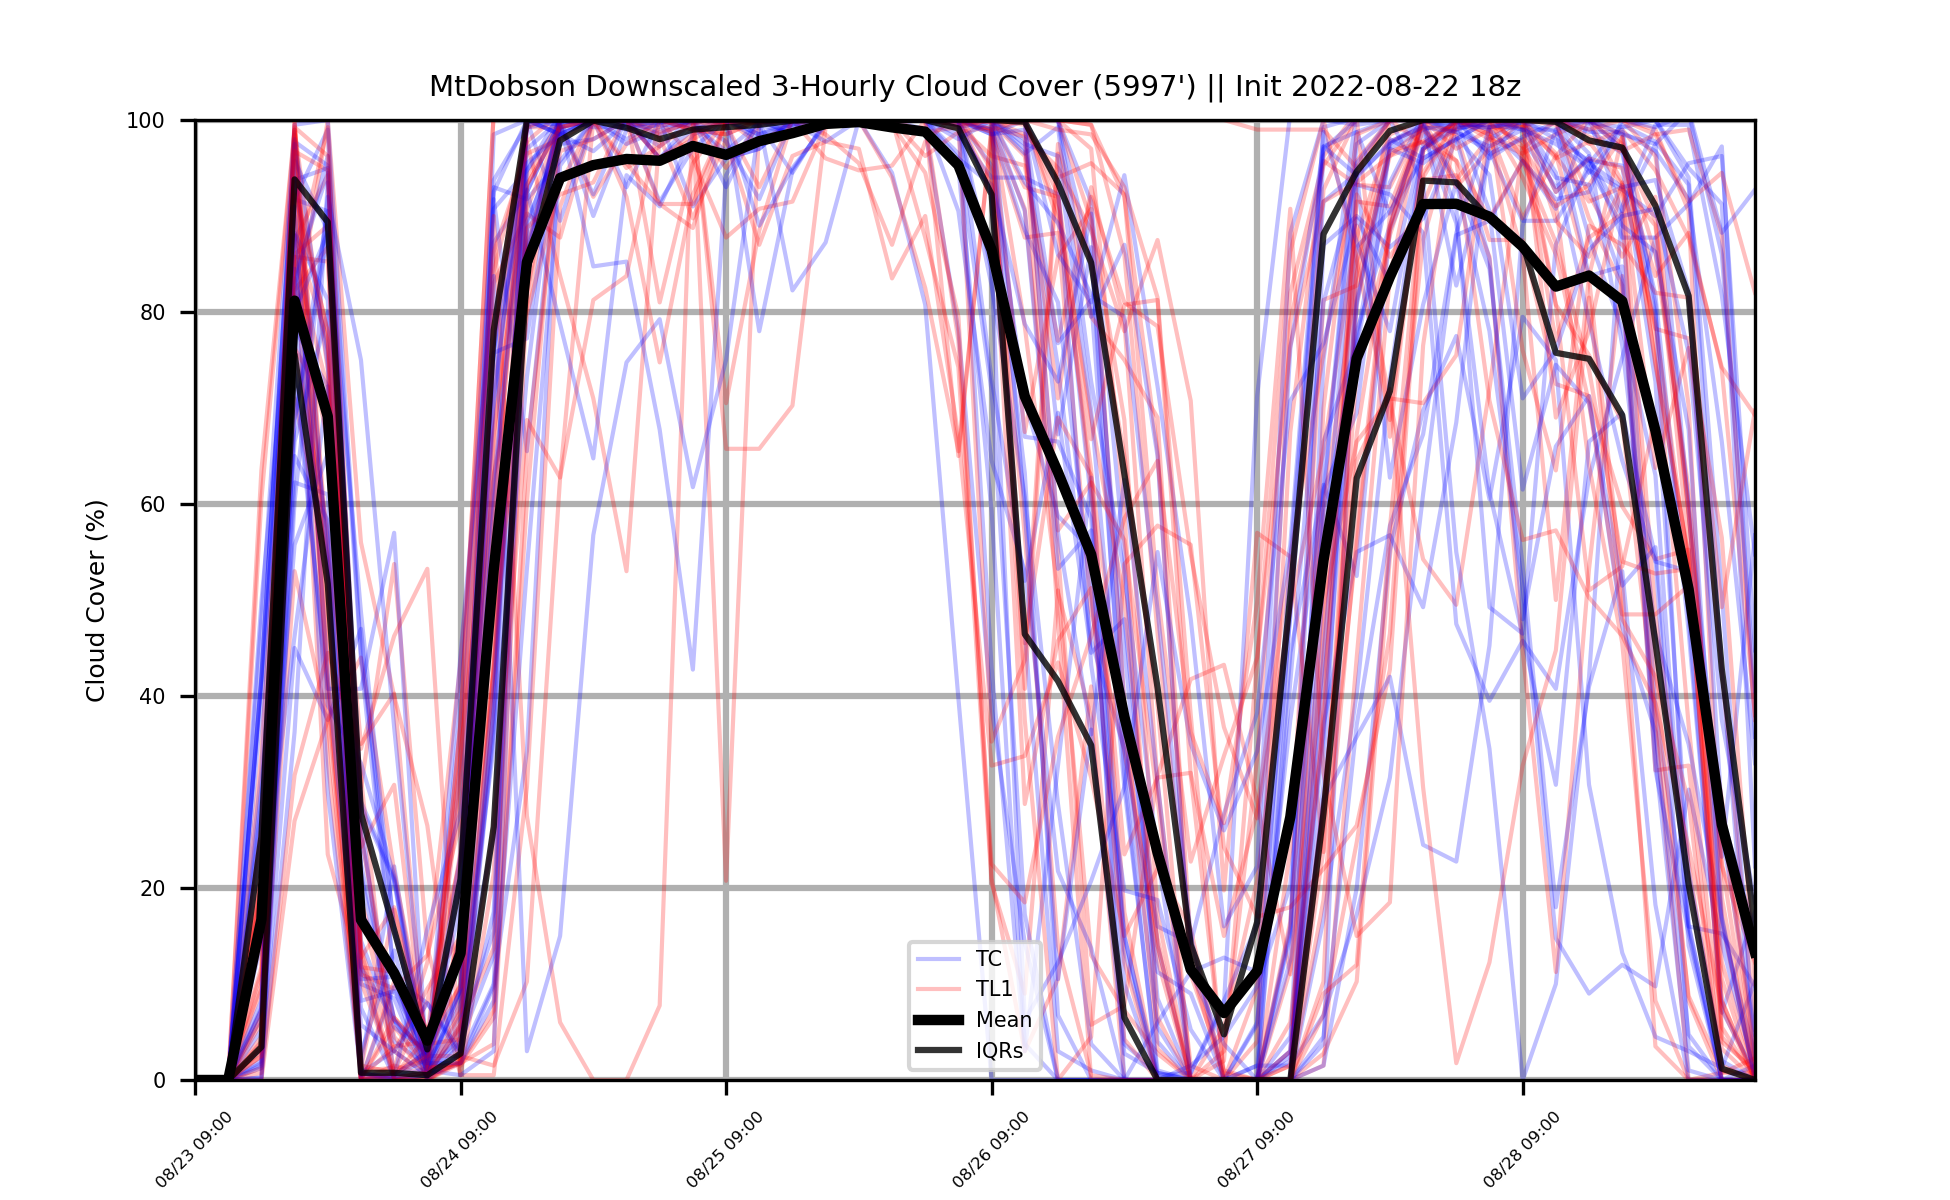 MtDobson Downscaled 3-Hourly Cloud Cover (5997') || Init 2022-08-22 18z
Cloud Cover (%)
100
80
60
40
20
0
TC
TL1
Mean
IQRs
08/23 09:00
08/24 09:00
08/25 09:00
08/26 09:00
08/27 09:00
08/28 09:00